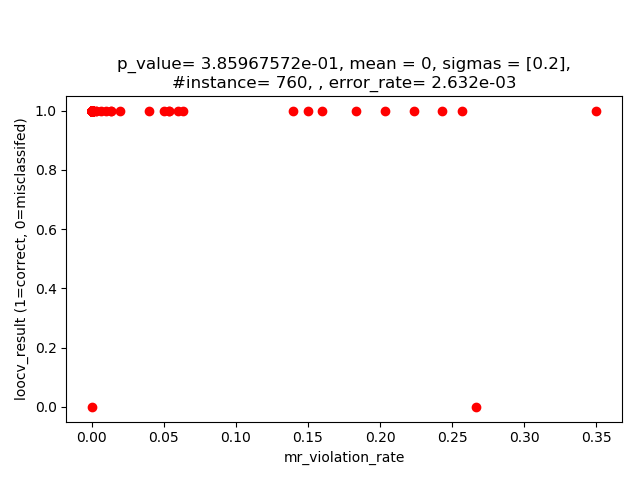 p_value= 3.85967572e-01, mean = 0, sigmas = [0.2],
#instance= 760, , error_rate= 2.632e-03
loocv_result (1=correct, 0=misclassifed)
1.0
0.8
0.6
0.4
0.2
0.0
0.00 0.05 0.10 0.15 0.20 0.25 0.30 0.35
mr_violation_rate